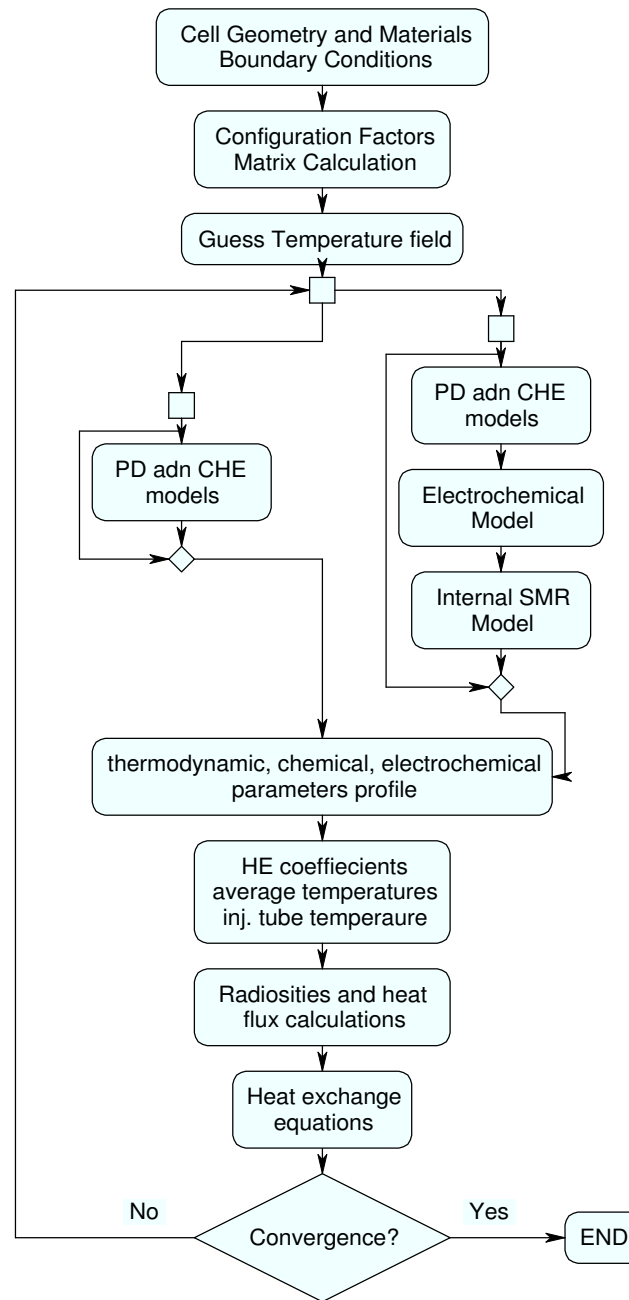 Cell Geometry and Materials
Boundary Conditions
Configuration Factors
Matrix Calculation
Guess Temperature field
PD adn CHE
models
Electrochemical
Model
Internal SMR
Model
PD adn CHE
models
thermodynamic, chemical, electrochemical
parameters profile
HE coeffiecients
average temperatures
inj. tube temperaure
Radiosities and heat
flux calculations
Heat exchange
equations
No
Convergence?
Yes
END